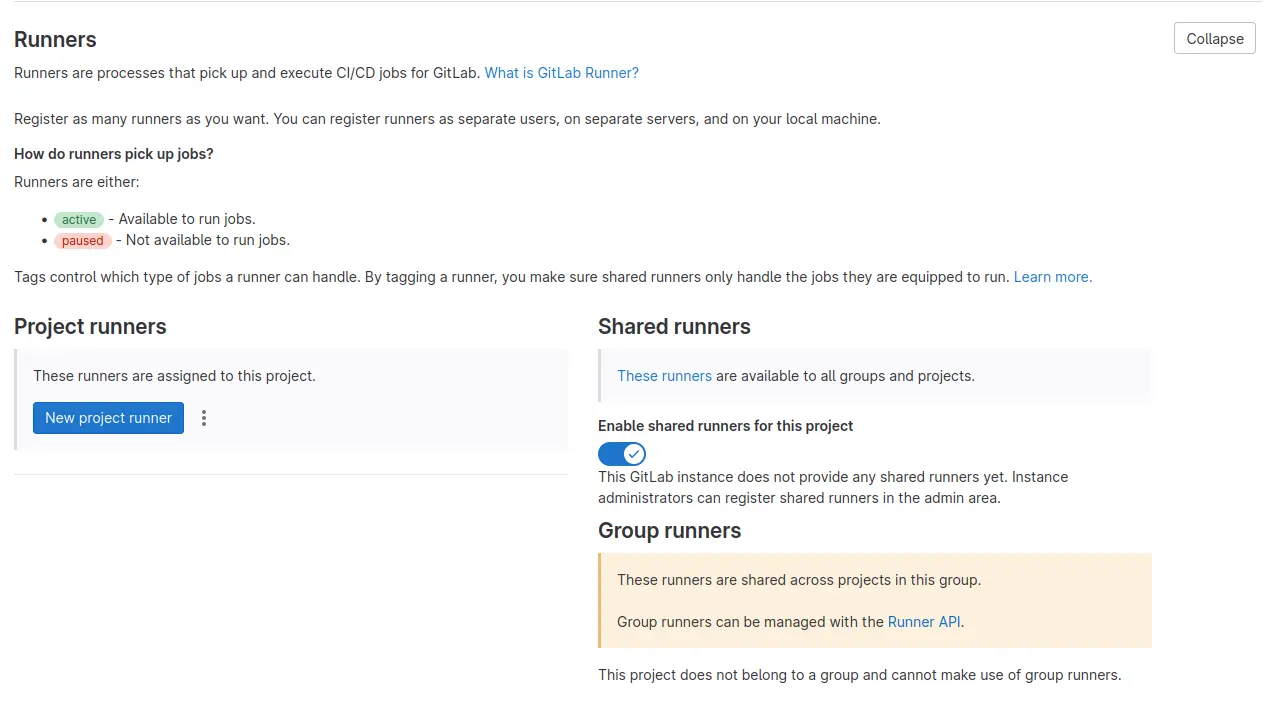 Runners
Collapse
Runners are processes that pick up and execute CI/CD jobs for GitLab. What is GitLab Runner?
Register as many runners as you want. You can register runners as separate users, on separate servers, and on your local machine.
How do runners pick up jobs?
Runners are either:
• active - Available to run jobs.
• paused - Not available to run jobs.
Tags control which type of jobs a runner can handle. By tagging a runner, you make sure shared runners only handle the jobs they are equipped to run. Learn more.
Project runners
These runners are assigned to this project.
New project runner
Shared runners
These runners are available to all groups and projects.
Enable shared runners for this project
This GitLab instance does not provide any shared runners yet. Instance
administrators can register shared runners in the admin area.
Group runners
These runners are shared across projects in this group.
Group runners can be managed with the Runner API.
This project does not belong to a group and cannot make use of group runners.